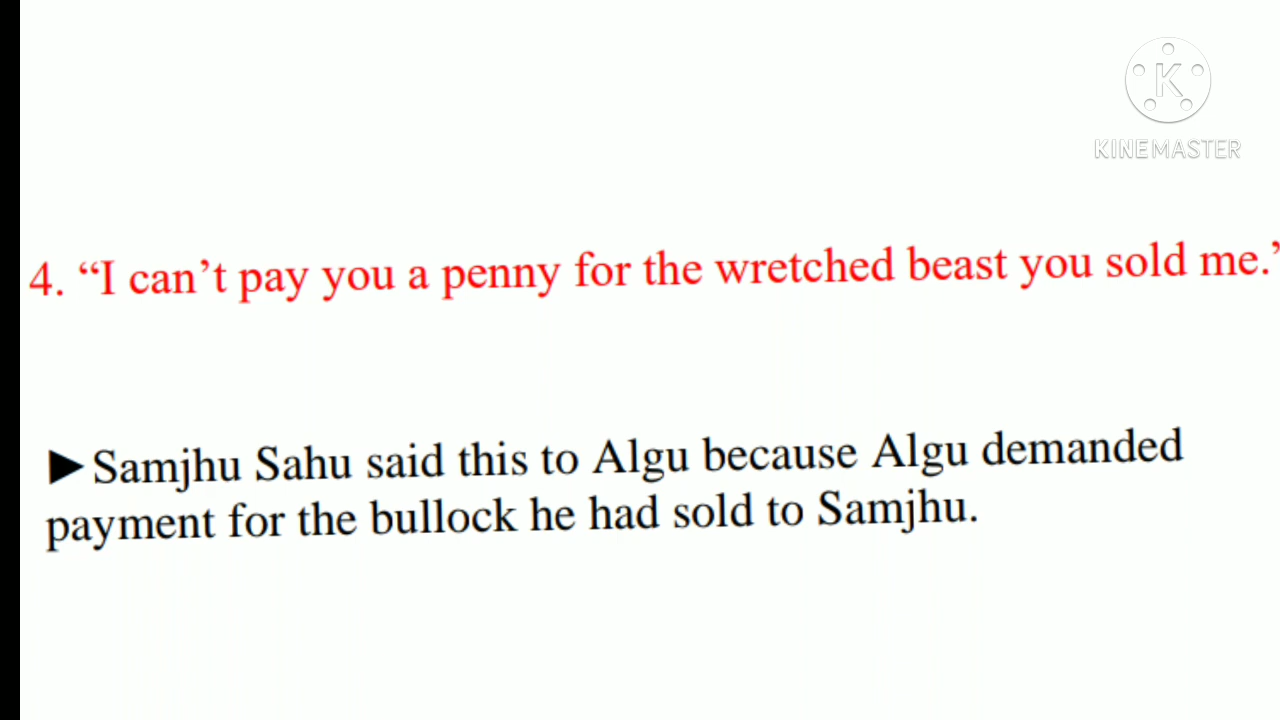 KINEMASTER
4. “I can’t pay you a penny for the wretched beast you sold me.”
►Samjhu Sahu said this to Algu because Algu demanded
payment for the bullock he had sold to Samjhu.